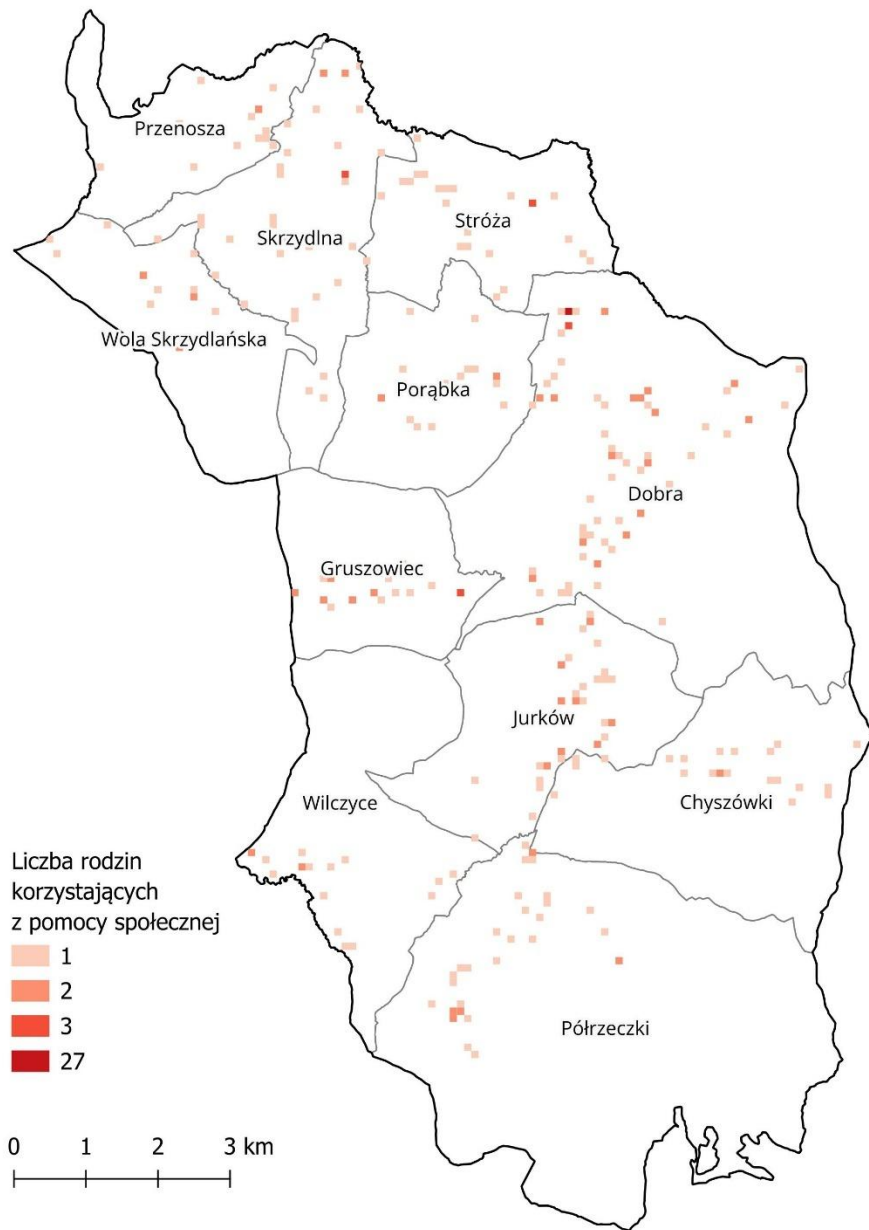 Przenosza
Stróża
Skrzydlna
Wola Skrzydlańska
Porąbka
Dobra
Gruszowiec
Jurków
Wilczyce
Chyszówki
Liczba rodzin
korzystających
z pomocy społecznej
1
2
3
27
Półrzeczki
0 1 2 3 km